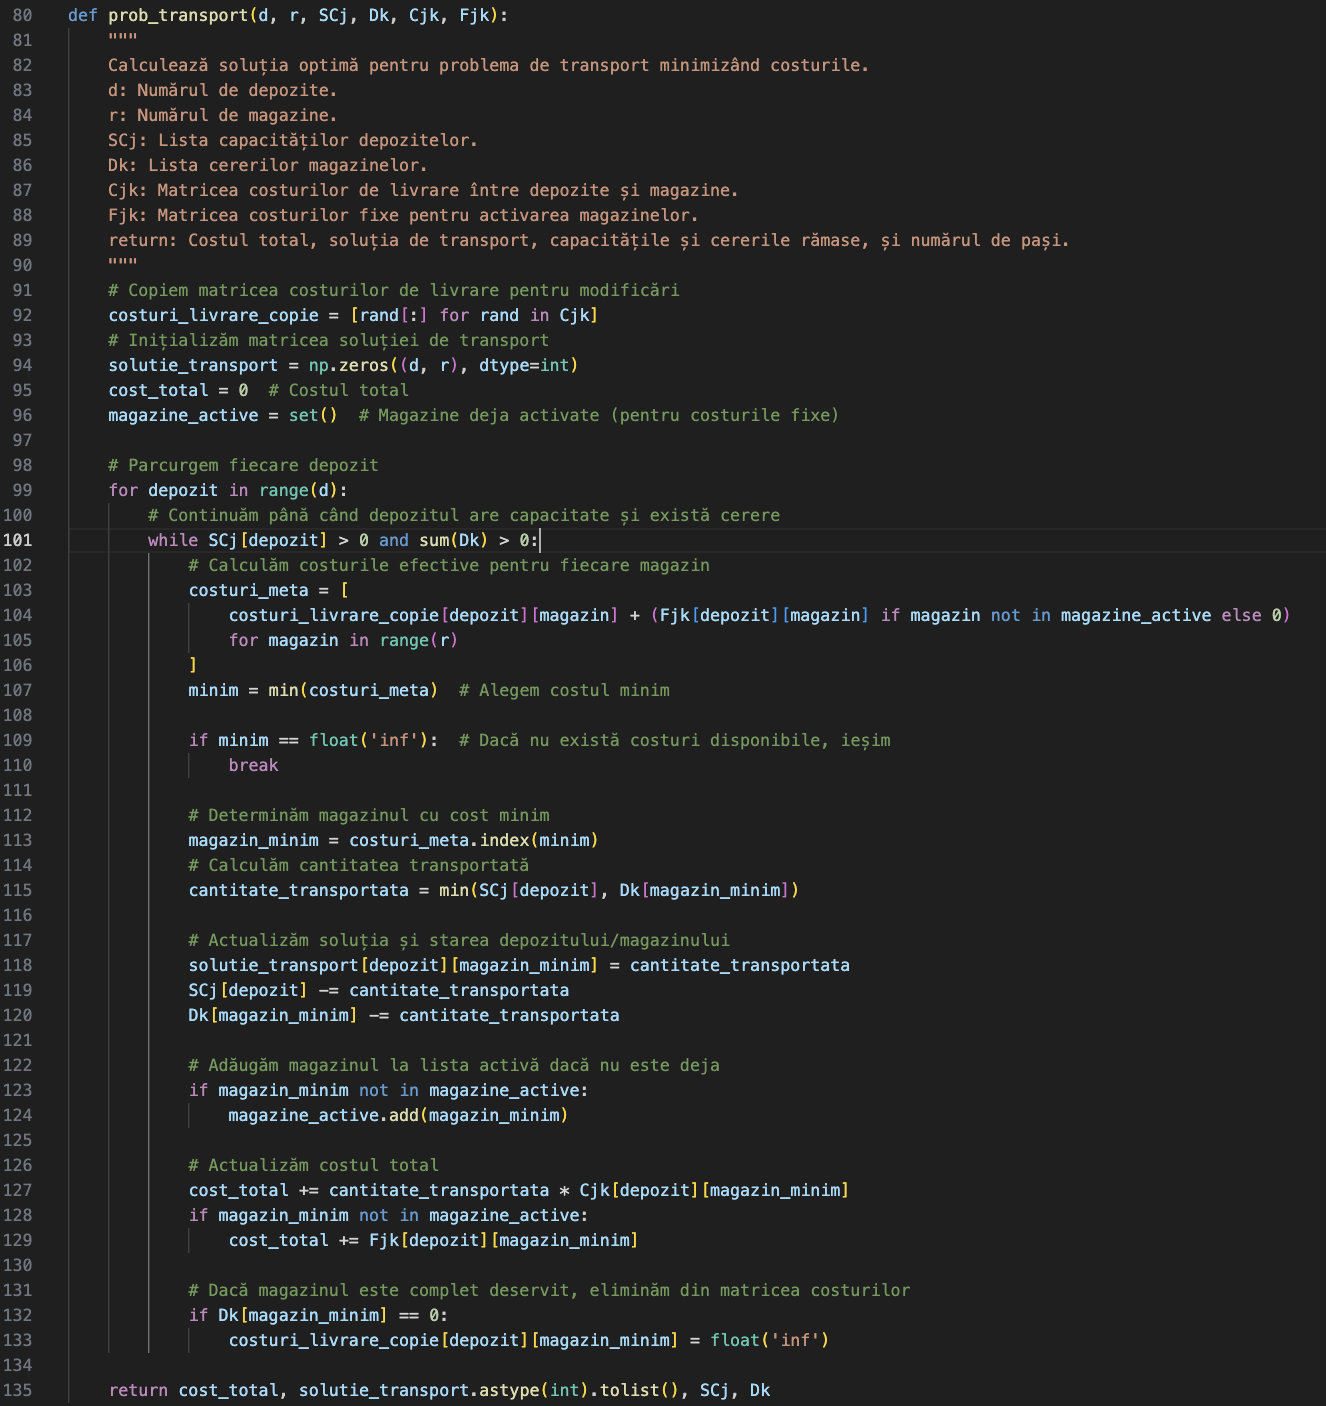 80 def prob_transport(d, r, SCj, Dk, Cjk, Fjk):
81 """
82 Calculează soluția optimă pentru problema de transport minimizând costurile.
83 d: Numărul de depozite.
84 r: Numărul de magazine.
85 SCj: Lista capacităților depozitelor.
86 Dk: Lista cererilor magazinelor.
87 Cjk: Matricea costurilor de livrare între depozite și magazine.
88 Fjk: Matricea costurilor fixe pentru activarea magazinelor.
89 return: Costul total, soluția de transport, capacitățile și cererile rămase, și numărul de pași.
90 """
91 # Copiem matricea costurilor de livrare pentru modificări
92 costuri_livrare_copie = [rand[:] for rand in Cjk]
93 # Inițializăm matricea soluției de transport
94 solutie_transport = np.zeros((d, r), dtype=int)
95 cost_total = 0  # Costul total
96 magazine_active = set()  # Magazine deja activate (pentru costurile fixe)
97
98 # Parcurgem fiecare depozit
99 for depozit in range(d):
100 # Continuăm până când depozitul are capacitate și există cerere
101 while SCj[depozit] > 0 and sum(Dk) > 0:
102 # Calculăm costurile efective pentru fiecare magazin
103 costuri_meta = [
104 costuri_livrare_copie[depozit][magazin] + (Fjk[depozit][magazin] if magazin not in magazine_active else 0)
105 for magazin in range(r)
106 ]
107 minim = min(costuri_meta)  # Alegem costul minim
108
109 if minim == float('inf'):  # Dacă nu există costuri disponibile, ieșim
110 break
111
112 # Determinăm magazinul cu cost minim
113 magazin_minim = costuri_meta.index(minim)
114 # Calculăm cantitatea transportată
115 cantitate_transportata = min(SCj[depozit], Dk[magazin_minim])
116
117 # Actualizăm soluția și starea depozitului/magazinului
118 solutie_transport[depozit][magazin_minim] = cantitate_transportata
119 SCj[depozit] -= cantitate_transportata
120 Dk[magazin_minim] -= cantitate_transportata
121
122 # Adăugăm magazinul la lista activă dacă nu este deja
123 if magazin_minim not in magazine_active:
124 magazine_active.add(magazin_minim)
125
126 # Actualizăm costul total
127 cost_total += cantitate_transportata * Cjk[depozit][magazin_minim]
128 if magazin_minim not in magazine_active:
129 cost_total += Fjk[depozit][magazin_minim]
130
131 # Dacă magazinul este complet deservit, eliminăm din matricea costurilor
132 if Dk[magazin_minim] == 0:
133 costuri_livrare_copie[depozit][magazin_minim] = float('inf')
134
135 return cost_total, solutie_transport.astype(int).tolist(), SCj, Dk